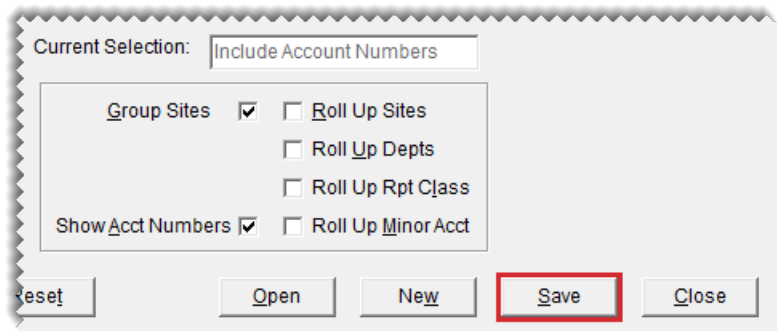 Current Selection: Include Account Numbers
Group Sites Roll Up Sites
Roll Up Depts
Roll Up Rpt Class
Show Acct Numbers Roll Up Minor Acct
Reset Open New Save Close